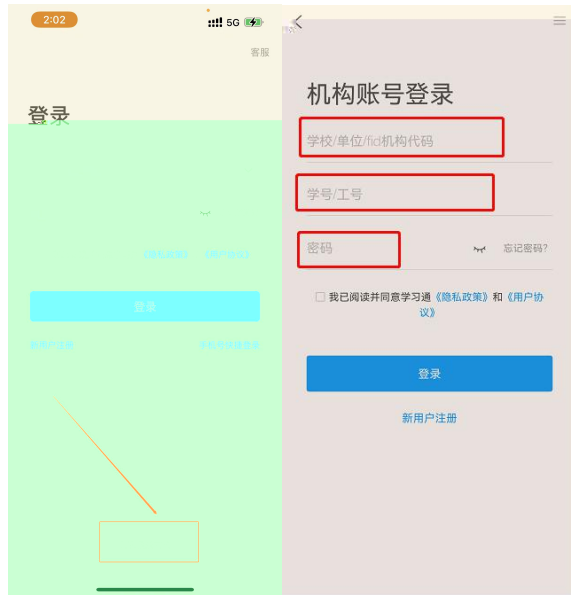 2:02
5G
客服
登录
《隐私政策》 《用户协议》
登录
新用户注册
机构账号登录
学校/单位/fid机构代码
学号/工号
密码
忘记密码?
我已阅读并同意学习通《隐私政策》和《用户协
议》
登录
新用户注册